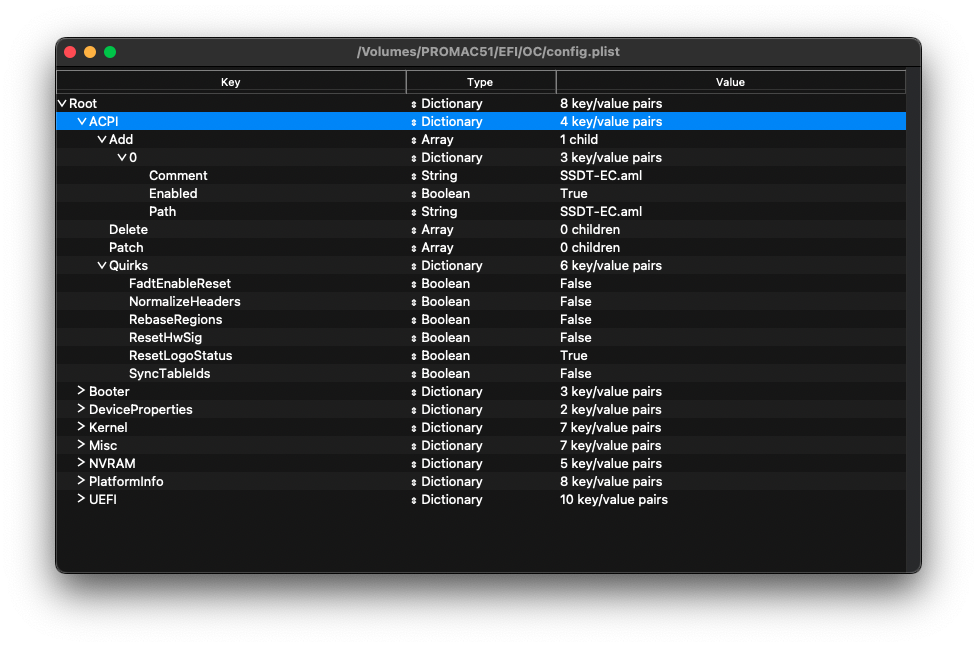 /Volumes/PROMAC51/EFI/OC/config.plist
Key Type Value
Root Dictionary 8 key/value pairs
ACPI Dictionary 4 key/value pairs
Add Array 1 child
0 Dictionary 3 key/value pairs
Comment String SSDT-EC.aml
Enabled Boolean True
Path String SSDT-EC.aml
Delete Array 0 children
Patch Array 0 children
Quirks Dictionary 6 key/value pairs
FadtEnableReset Boolean False
NormalizeHeaders Boolean False
RebaseRegions Boolean False
ResetHwSig Boolean False
ResetLogoStatus Boolean True
SyncTableIds Boolean False
Booter Dictionary 3 key/value pairs
DeviceProperties Dictionary 2 key/value pairs
Kernel Dictionary 7 key/value pairs
Misc Dictionary 7 key/value pairs
NVRAM Dictionary 5 key/value pairs
PlatformInfo Dictionary 8 key/value pairs
UEFI Dictionary 10 key/value pairs